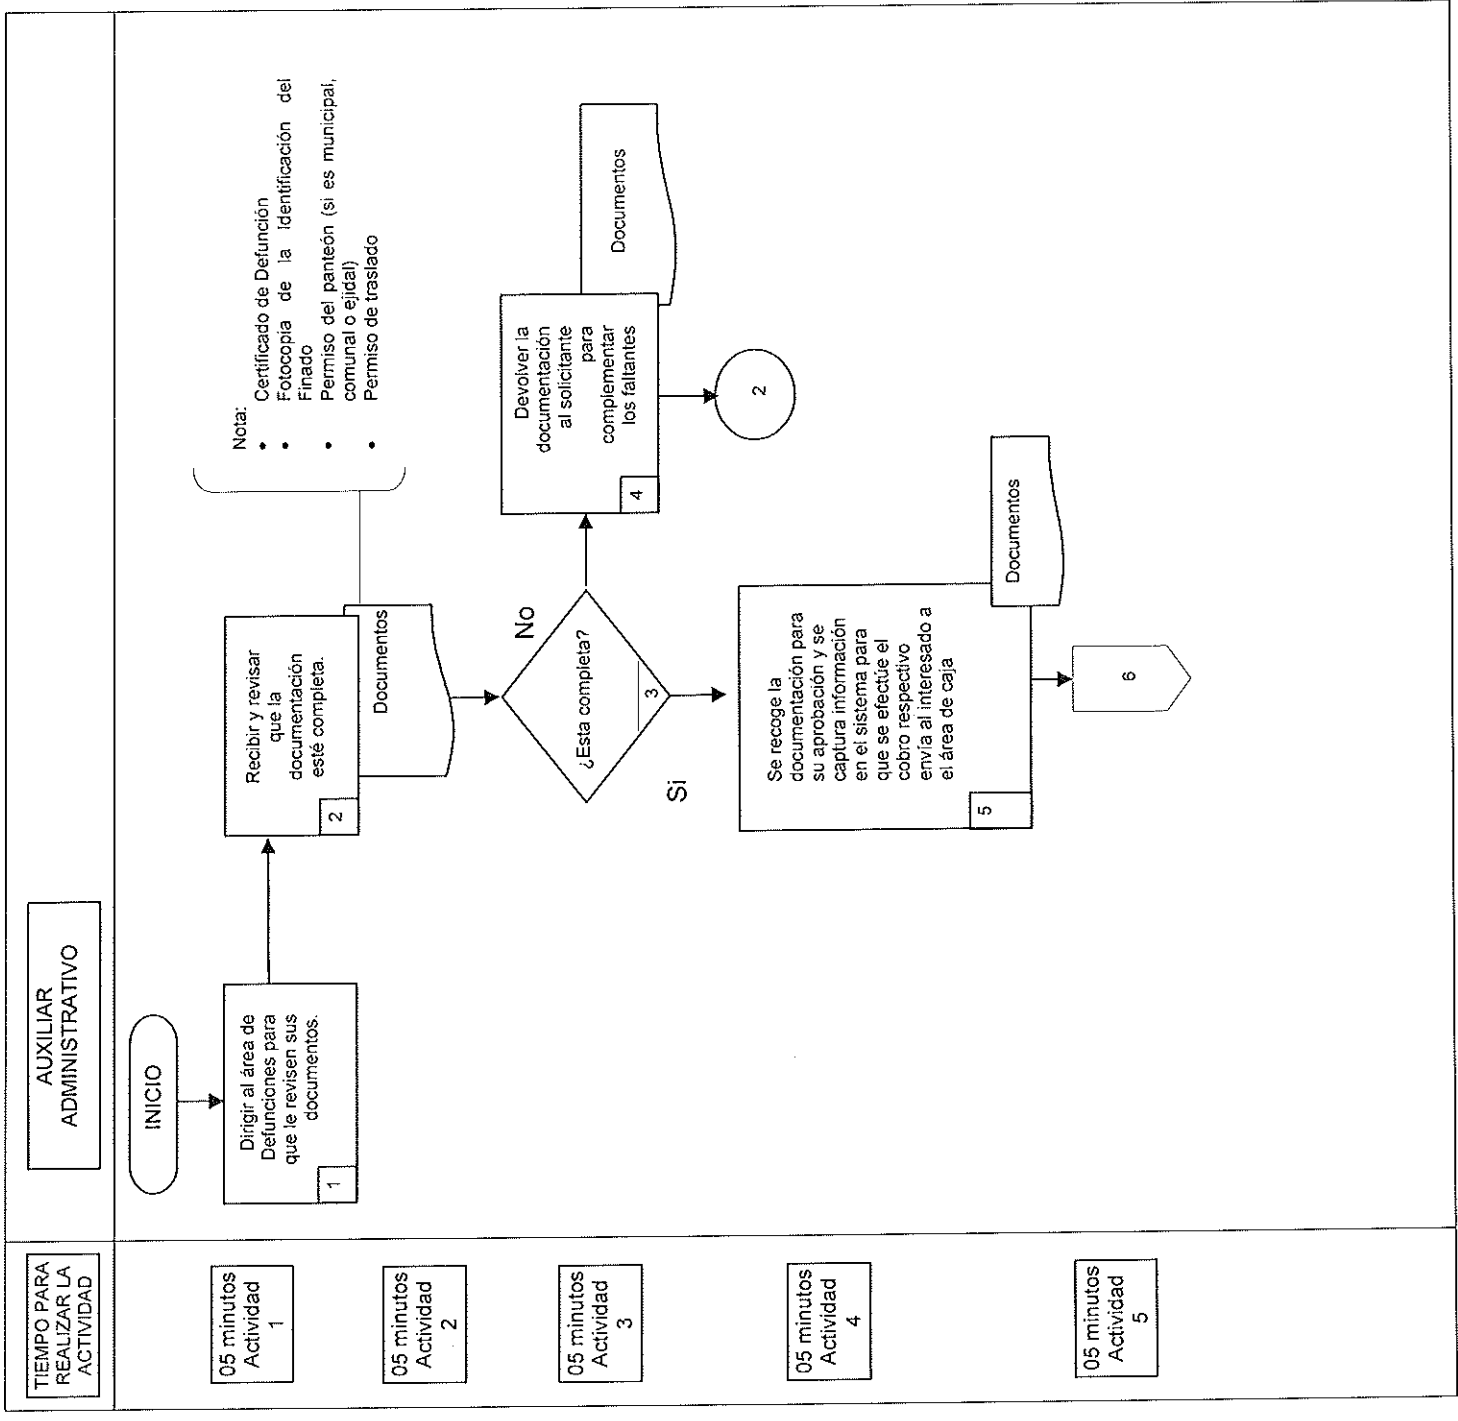 TIEMPO PARA
REALIZAR LA
ACTIVIDAD
AUXILIAR
ADMINISTRATIVO
INICIO
05 minutos
Actividad
1
Dirigir al área de
Defunciones para
que le revisen sus
documentos.
1
Recibir y revisar
que la
documentación
esté completa.
2
Documentos
Nota:
• Certificado de Defunción
• Fotocopia de la Identificación del
Finado
• Permiso del panteón (si es municipal,
comunal o ejidal)
• Permiso de traslado
05 minutos
Actividad
2
05 minutos
Actividad
3
¿Esta completa?
3
No
Si
Devolver la
documentación
al solicitante
para
complementar
los faltantes
4
Documentos
2
05 minutos
Actividad
4
Se recoge la
documentación para
su aprobación y se
captura información
en el sistema para
que se efectúe el
cobro respectivo
envía al interesado a
el área de caja
5
Documentos
05 minutos
Actividad
5
6